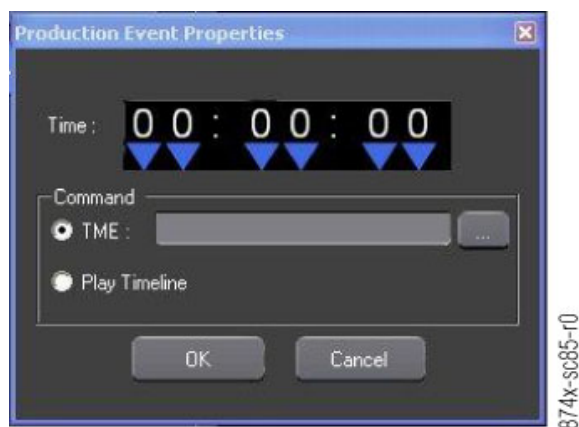 Production Event Properties
Time : 00 : 00 : 00
Command
TME :
...
Play Timeline
OK
Cancel
874x-sc85-r0